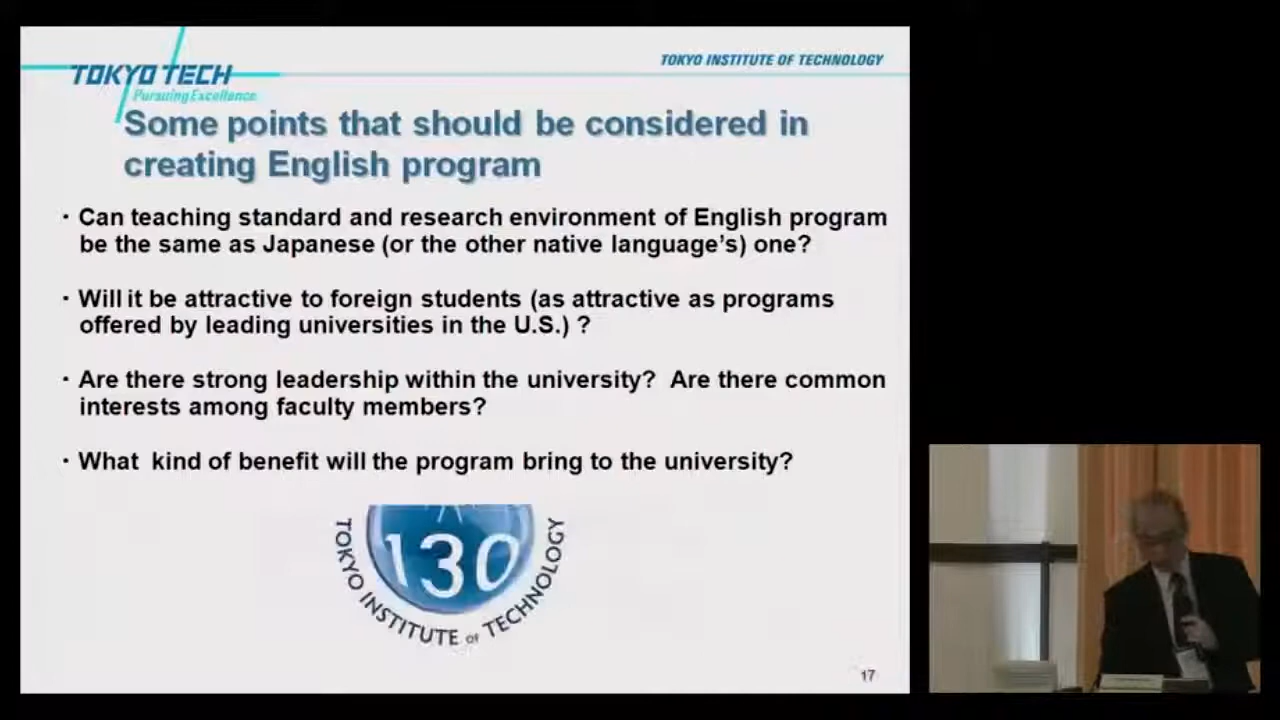 TOKYO TECH
Pursuing Excellence
TOKYO INSTITUTE OF TECHNOLOGY
Some points that should be considered in
creating English program
· Can teaching standard and research environment of English program
be the same as Japanese (or the other native language's) one?
· Will it be attractive to foreign students (as attractive as programs
offered by leading universities in the U.S.) ?
· Are there strong leadership within the university? Are there common
interests among faculty members?
· What kind of benefit will the program bring to the university?
130
TOKYO INSTITUTE of TECHNOLOGY
17